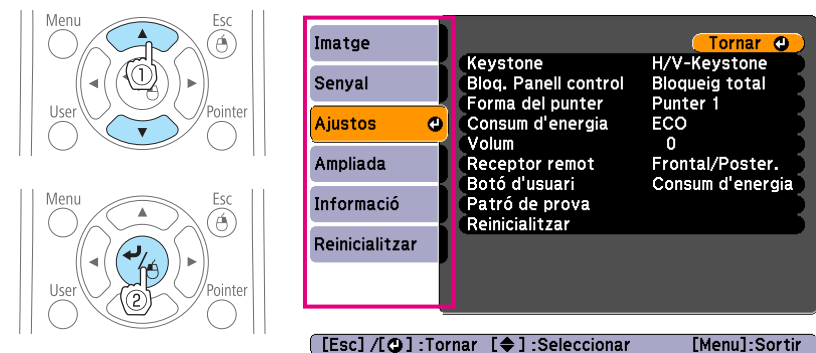 Menu
Esc
①
User
Pointer
Menu
Esc
②
User
Pointer
Imatge
Senyal
Ajustos
Ampliada
Informació
Reinicialitzar
Tornar
Keystone H/V-Keystone
Bloq. Panell control Bloqueig total
Forma del punter Punter 1
Consum d'energia ECO
Volum 0
Receptor remot Frontal/Poster.
Botó d'usuari Consum d'energia
Patró de prova
Reinicialitzar
[Esc] /[⏎] :Tornar [◆] :Seleccionar [Menu]:Sortir